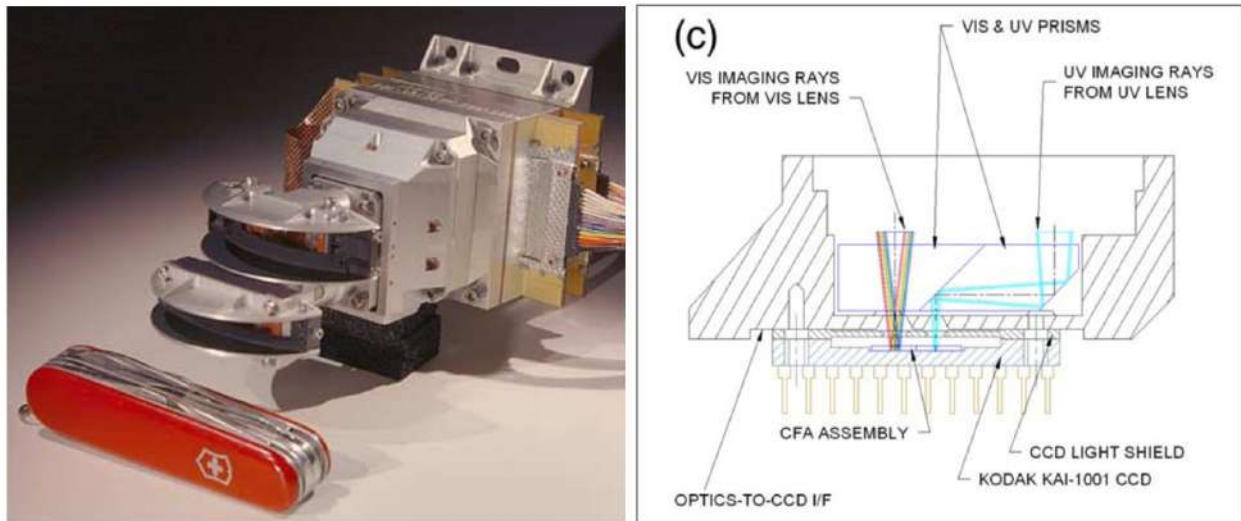 (c)
VIS & UV PRISMS
VIS IMAGING RAYS
FROM VIS LENS
UV IMAGING RAYS
FROM UV LENS
CFA ASSEMBLY
CCD LIGHT SHIELD
KODAK KAI-1001 CCD
OPTICS-TO-CCD I/F